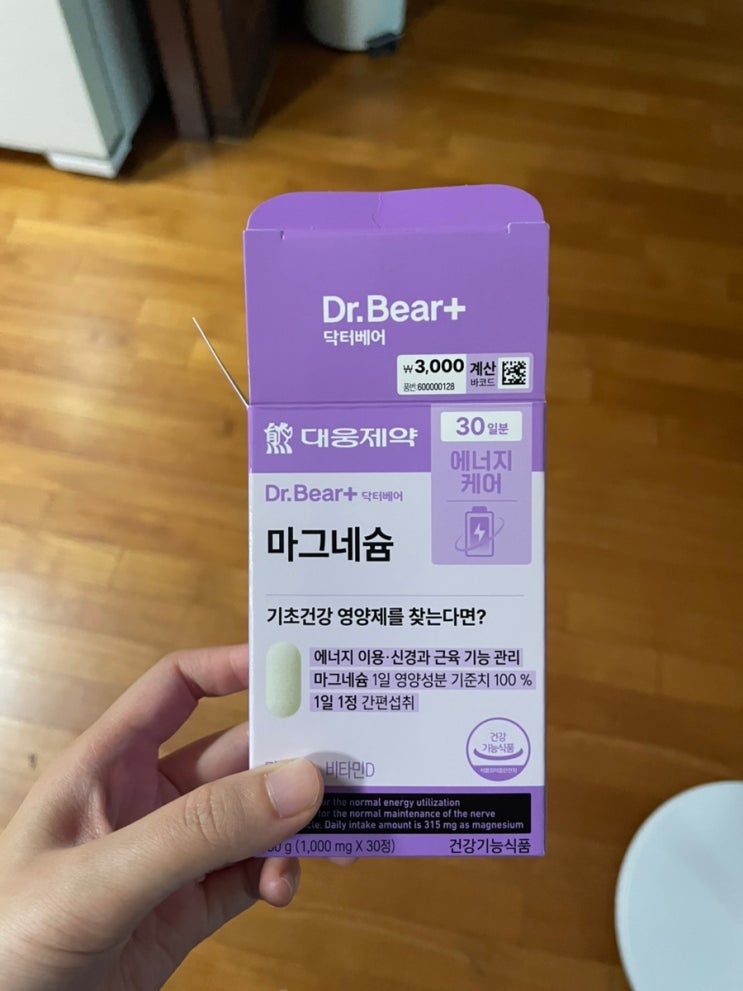 Dr.Bear+
닥터베어
₩3,000 계산
품번 600000128 바코드
대웅제약
30일분
에너지
케어
Dr.Bear+ 닥터베어
마그네슘
기초건강 영양제를 찾는다면?
에너지 이용·신경과 근육 기능 관리
마그네슘 1일 영양성분 기준치 100 %
1일 1정 간편섭취
건강
기능식품
비타민D
the normal energy utilization
for the normal maintenance of the nerve
Daily intake amount is 315 mg as magnesium
g (1,000 mg X 30정) 건강기능식품